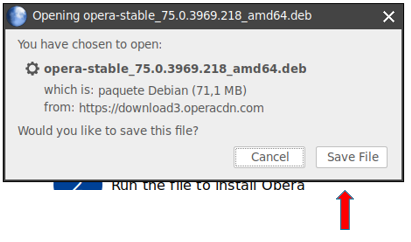 Opening opera-stable_75.0.3969.218_amd64.deb
You have chosen to open:
opera-stable_75.0.3969.218_amd64.deb
which is: paquete Debian (71,1 MB)
from: https://download3.operacdn.com
Would you like to save this file?
Cancel Save File
Run the file to install Opera